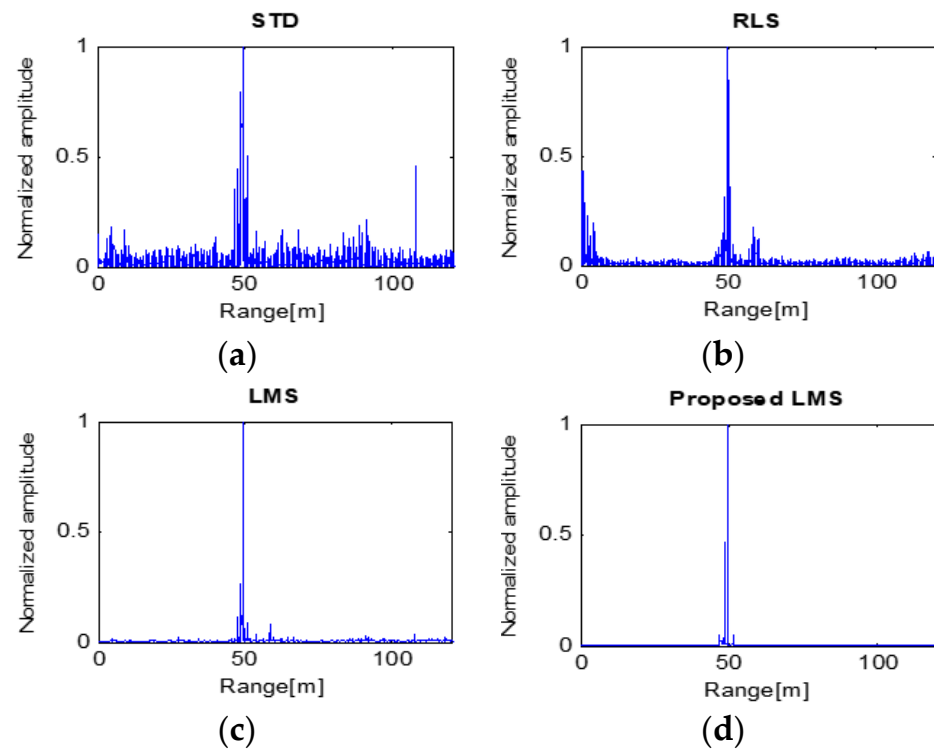 STD
1
0.5
0
0 50 100
Normalized amplitude
Range[m]
(a)
RLS
1
0.5
0
0 50 100
Normalized amplitude
Range[m]
(b)
LMS
1
0.5
0
0 50 100
Normalized amplitude
Range[m]
(c)
Proposed LMS
1
0.5
0
0 50 100
Normalized amplitude
Range[m]
(d)